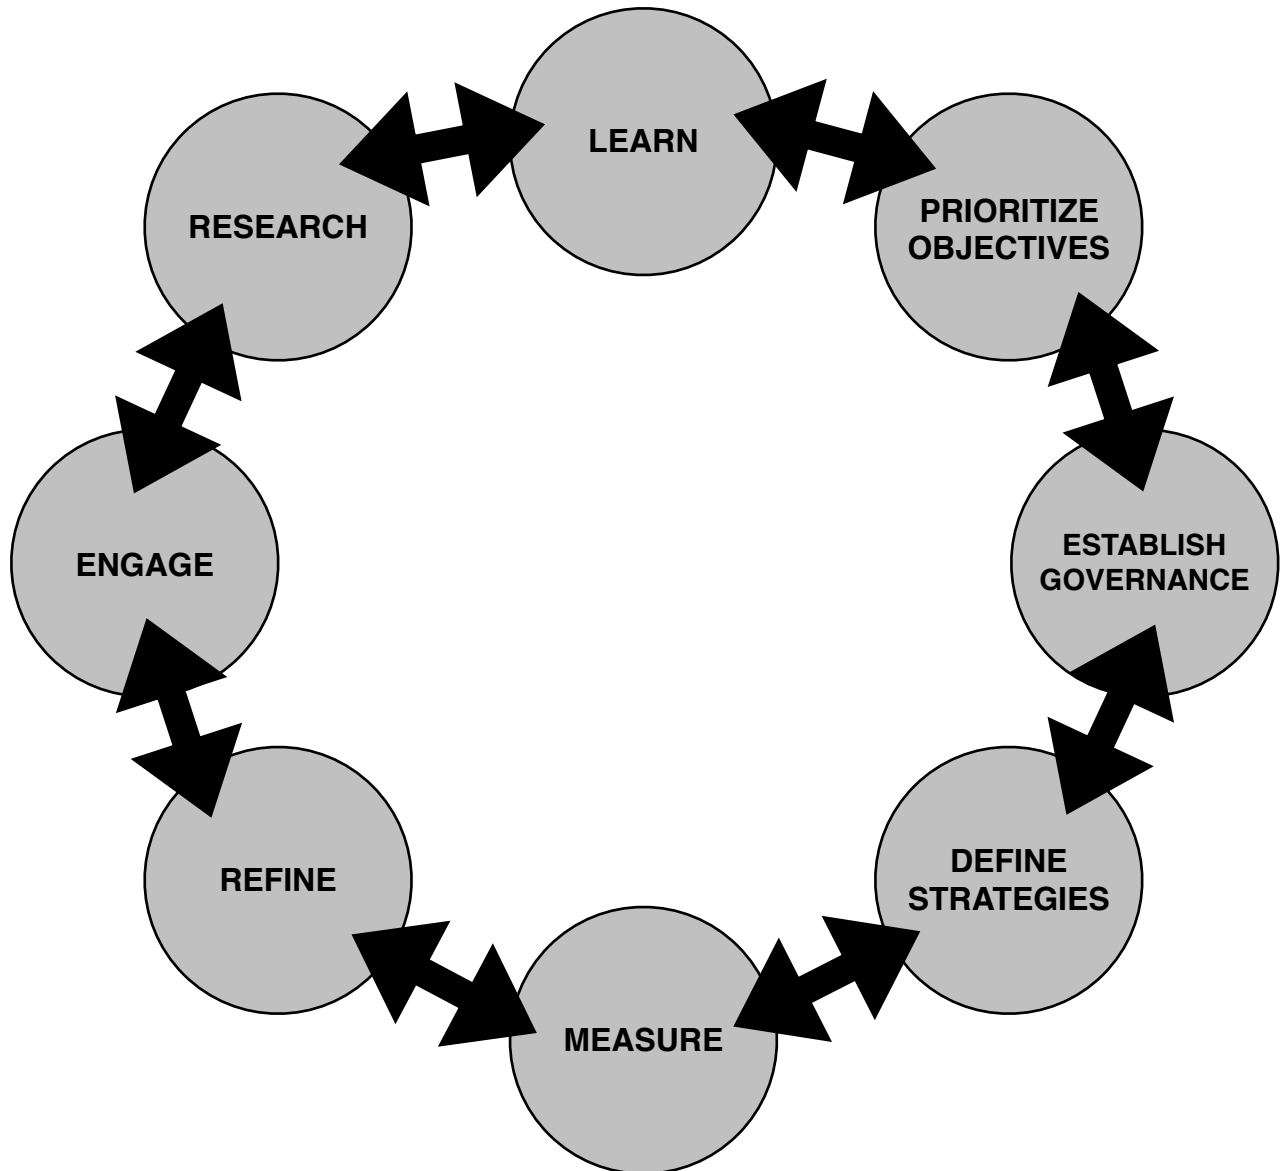 LEARN
PRIORITIZE
OBJECTIVES
ESTABLISH
GOVERNANCE
DEFINE
STRATEGIES
MEASURE
REFINE
ENGAGE
RESEARCH